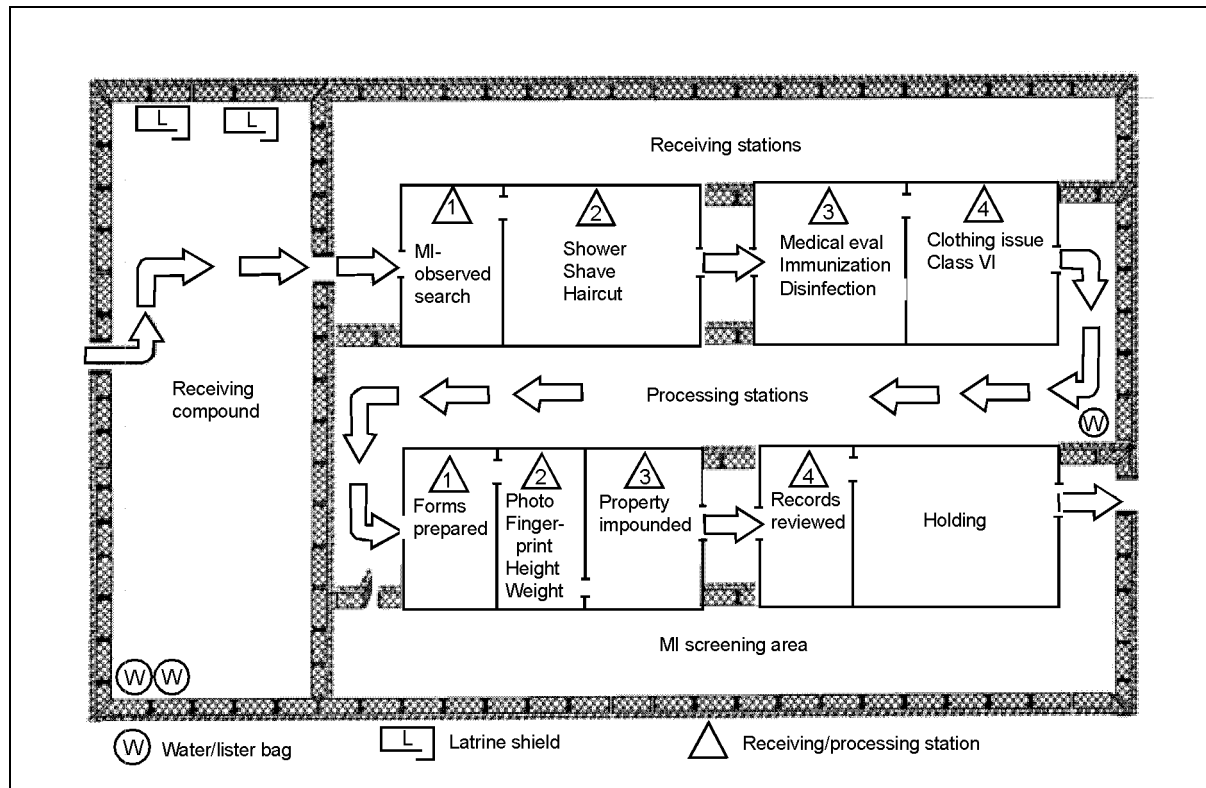 L
L
Receiving stations
1
MI-
observed
search
2
Shower
Shave
Haircut
3
Medical eval
Immunization
Disinfection
4
Clothing issue
Class VI
Receiving
compound
Processing stations
W
1
Forms
prepared
2
Photo
Finger-
print
Height
Weight
3
Property
impounded
4
Records
reviewed
Holding
MI screening area
W
W
W
Water/lister bag
L
Latrine shield
Receiving/processing station